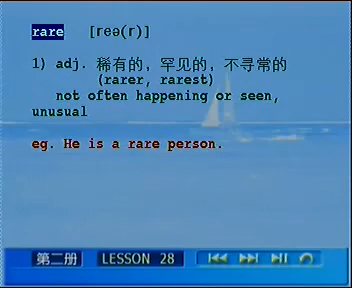 rare [reə(r)]
1) adj. 稀有的, 罕见的, 不寻常的
(rarer, rarest)
not often happening or seen,
unusual
eg. He is a rare person.
第二册 LESSON 28